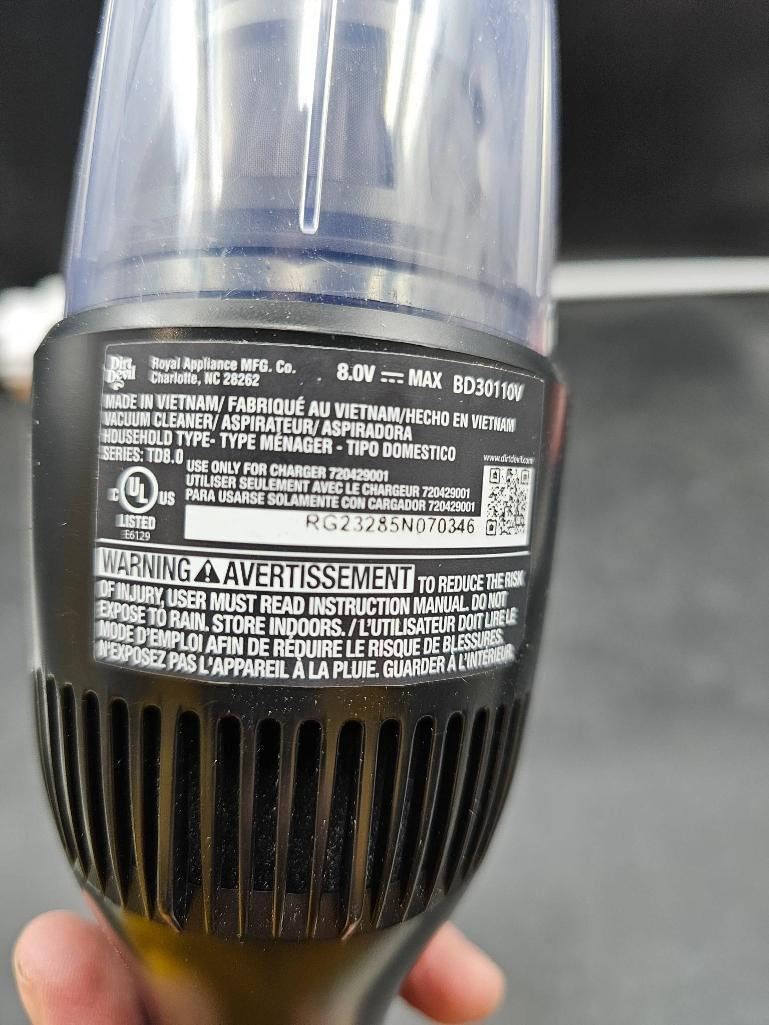 Dirt Devil
Royal Appliance MFG. Co.
Charlotte, NC 28262
8.0V ⎓ MAX BD30110V
MADE IN VIETNAM/ FABRIQUÉ AU VIETNAM/HECHO EN VIETNAM
VACUUM CLEANER/ ASPIRATEUR/ ASPIRADORA
HOUSEHOLD TYPE- TYPE MÉNAGER - TIPO DOMESTICO
SERIES: TD8.0
www.dirtdevil.com
USE ONLY FOR CHARGER 720429001
UTILISER SEULEMENT AVEC LE CHARGEUR 720429001
PARA USARSE SOLAMENTE CON CARGADOR 720429001
C UL US
LISTED
E6129
RG23285N070346
WARNING AVERTISSEMENT TO REDUCE THE RISK
OF INJURY, USER MUST READ INSTRUCTION MANUAL. DO NOT
EXPOSE TO RAIN. STORE INDOORS. / L'UTILISATEUR DOIT LIRE LE
MODE D'EMPLOI AFIN DE RÉDUIRE LE RISQUE DE BLESSURES.
N'EXPOSEZ PAS L'APPAREIL À LA PLUIE. GUARDER À L'INTÉRIEUR.